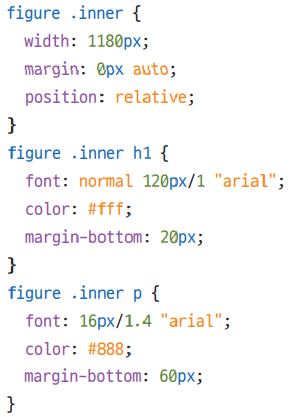 figure .inner {
  width: 1180px;
  margin: 0px auto;
  position: relative;
}
figure .inner h1 {
  font: normal 120px/1 "arial";
  color: #fff;
  margin-bottom: 20px;
}
figure .inner p {
  font: 16px/1.4 "arial";
  color: #888;
  margin-bottom: 60px;
}